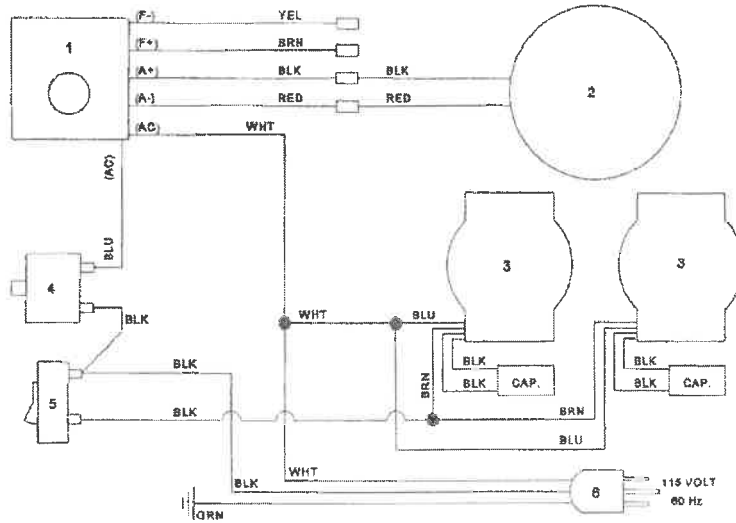 (F-) YEL
1 (F+) BRN
(A+) BLK BLK 2
(A-) RED RED
(AC) WHT
(AC)
BLU
3 3
4
BLK
WHT BLU
BLK BLK BLK
5 BLK CAP. BLK CAP.
BRN
BLK BRN
BLU
WHT
BLK 6 115 VOLT
60 Hz
GRN